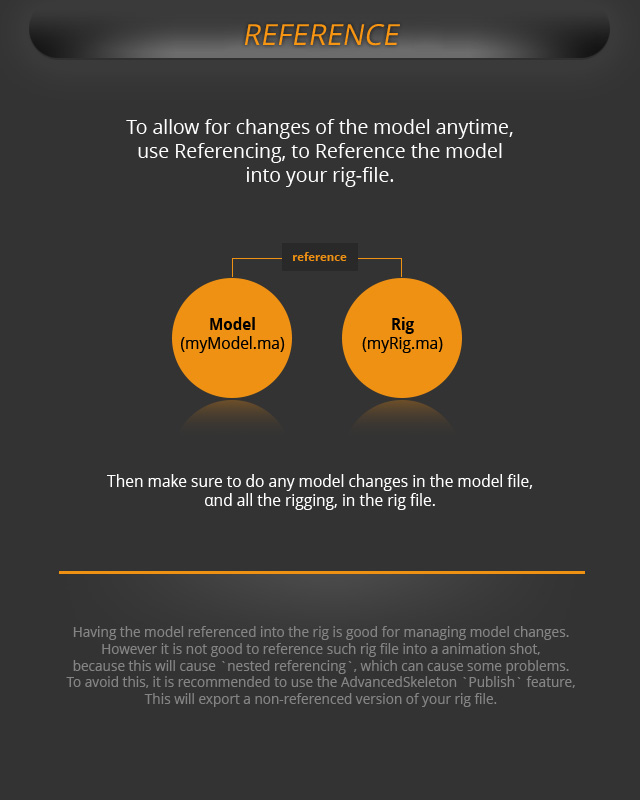 REFERENCE
To allow for changes of the model anytime,
use Referencing, to Reference the model
into your rig-file.
reference
Model
(myModel.ma)
Rig
(myRig.ma)
Then make sure to do any model changes in the model file,
and all the rigging, in the rig file.
Having the model referenced into the rig is good for managing model changes.
However it is not good to reference such rig file into a animation shot,
because this will cause `nested referencing`, which can cause some problems.
To avoid this, it is recommended to use the AdvancedSkeleton `Publish` feature,
This will export a non-referenced version of your rig file.